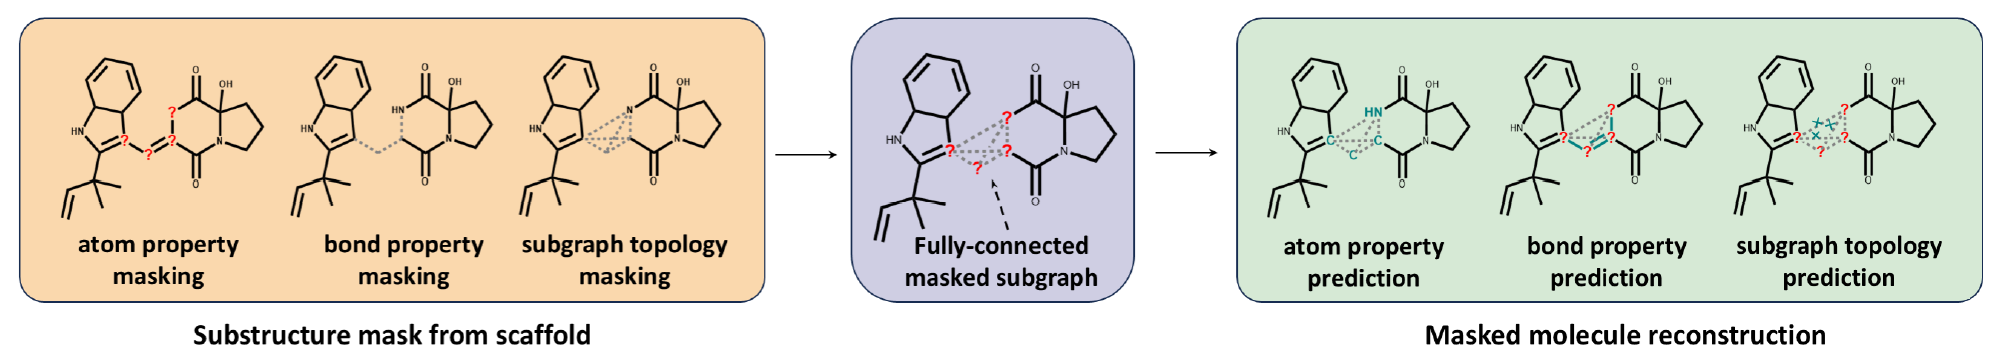 O
OH
?
HN
?
?
?
N
O
atom property
masking
O
HN
OH
HN
N
O
bond property
masking
O
N
OH
HN
N
O
subgraph topology
masking
Substructure mask from scaffold
O
OH
?
HN
?
?
?
N
O
Fully-connected
masked subgraph
O
OH
HN
HN
C
C
C
N
O
atom property
prediction
O
OH
?
HN
?
?
?
N
O
bond property
prediction
O
OH
?
HN
?
?
?
N
O
subgraph topology
prediction
Masked molecule reconstruction